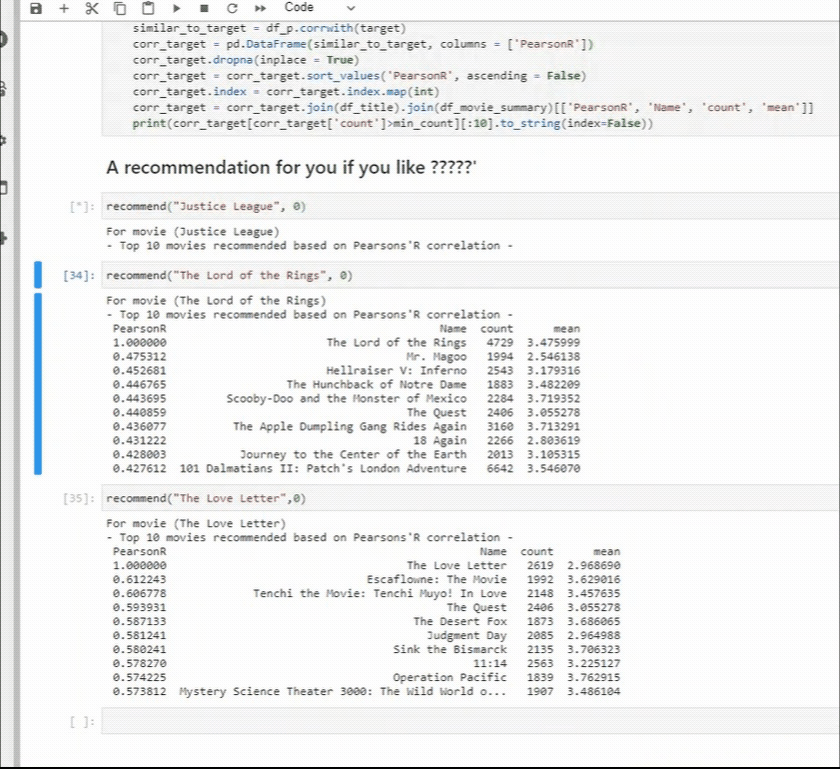 Code
similar_to_target = df_p.corrwith(target)
corr_target = pd.DataFrame(similar_to_target, columns = ['PearsonR'])
corr_target.dropna(inplace = True)
corr_target = corr_target.sort_values('PearsonR', ascending = False)
corr_target.index = corr_target.index.map(int)
corr_target = corr_target.join(df_title).join(df_movie_summary)[['PearsonR', 'Name', 'count', 'mean']]
print(corr_target[corr_target['count']>min_count][:10].to_string(index=False))
A recommendation for you if you like ?????'
[*]: recommend("Justice League", 0)
For movie (Justice League)
- Top 10 movies recommended based on Pearsons'R correlation -
[34]: recommend("The Lord of the Rings", 0)
For movie (The Lord of the Rings)
- Top 10 movies recommended based on Pearsons'R correlation -
PearsonR Name count mean
1.000000 The Lord of the Rings 4729 3.475999
0.475312 Mr. Magoo 1994 2.546138
0.452681 Hellraiser V: Inferno 2543 3.179316
0.446765 The Hunchback of Notre Dame 1883 3.482209
0.443695 Scooby-Doo and the Monster of Mexico 2284 3.719352
0.440859 The Quest 2406 3.055278
0.436077 The Apple Dumpling Gang Rides Again 3160 3.713291
0.431222 18 Again 2266 2.803619
0.428003 Journey to the Center of the Earth 2013 3.105315
0.427612 101 Dalmatians II: Patch's London Adventure 6642 3.546070
[35]: recommend("The Love Letter",0)
For movie (The Love Letter)
- Top 10 movies recommended based on Pearsons'R correlation -
PearsonR Name count mean
1.000000 The Love Letter 2619 2.968690
0.612243 Escaflowne: The Movie 1992 3.629016
0.606778 Tenchi the Movie: Tenchi Muyo! In Love 2148 3.457635
0.593931 The Quest 2406 3.055278
0.587133 The Desert Fox 1873 3.686065
0.581241 Judgment Day 2085 2.964988
0.580241 Sink the Bismarck 2135 3.706323
0.578270 11:14 2563 3.225127
0.574225 Operation Pacific 1839 3.762915
0.573812 Mystery Science Theater 3000: The Wild World o... 1907 3.486104
[ ]: